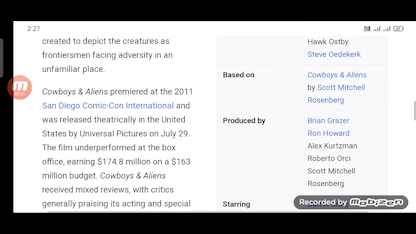 2:27
created to depict the creatures as
frontiersmen facing adversity in an
unfamiliar place.
Cowboys & Aliens premiered at the 2011
San Diego Comic-Con International and
was released theatrically in the United
States by Universal Pictures on July 29.
The film underperformed at the box
office, earning $174.8 million on a $163
million budget. Cowboys & Aliens
received mixed reviews, with critics
generally praising its acting and special
Hawk Ostby
Steve Oedekerk
Based on
Cowboys & Aliens
by Scott Mitchell
Rosenberg
Produced by
Brian Grazer
Ron Howard
Alex Kurtzman
Roberto Orci
Scott Mitchell
Rosenberg
Starring
Recorded by
mobizen